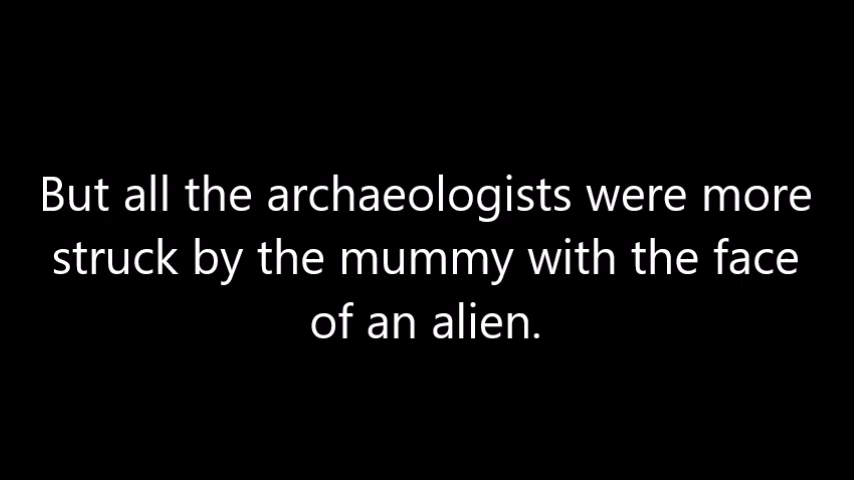 But all the archaeologists were more
struck by the mummy with the face
of an alien.